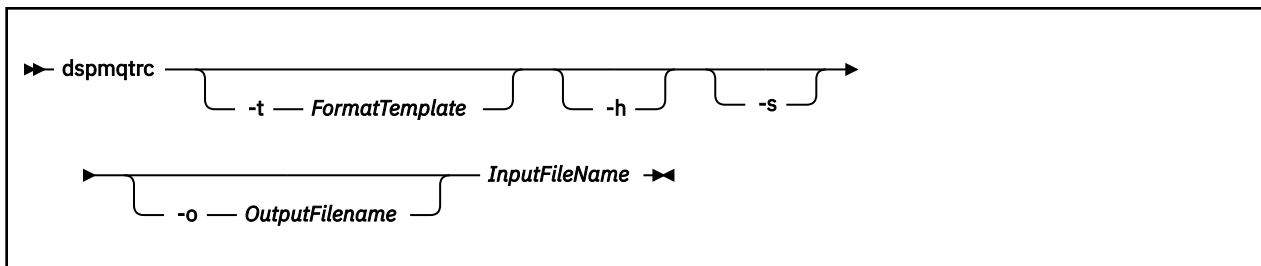 dspmqtrc
-t FormatTemplate -h -s
InputFileName
-o OutputFilename